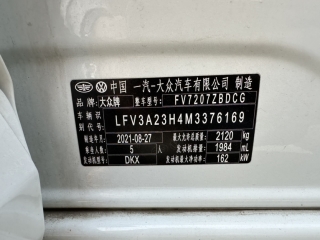 中国 一汽-大众汽车有限公司 制造
品牌 大众牌 整车型号 FV7207ZBDCG
车辆识别代号 LFV3A23H4M3376169
制造年月 2021-08-27 最大允许总质量 2120 kg
乘坐人数 5 人 发动机排量 1984 mL
发动机型号 DKX 发动机最大净功率 162 kW